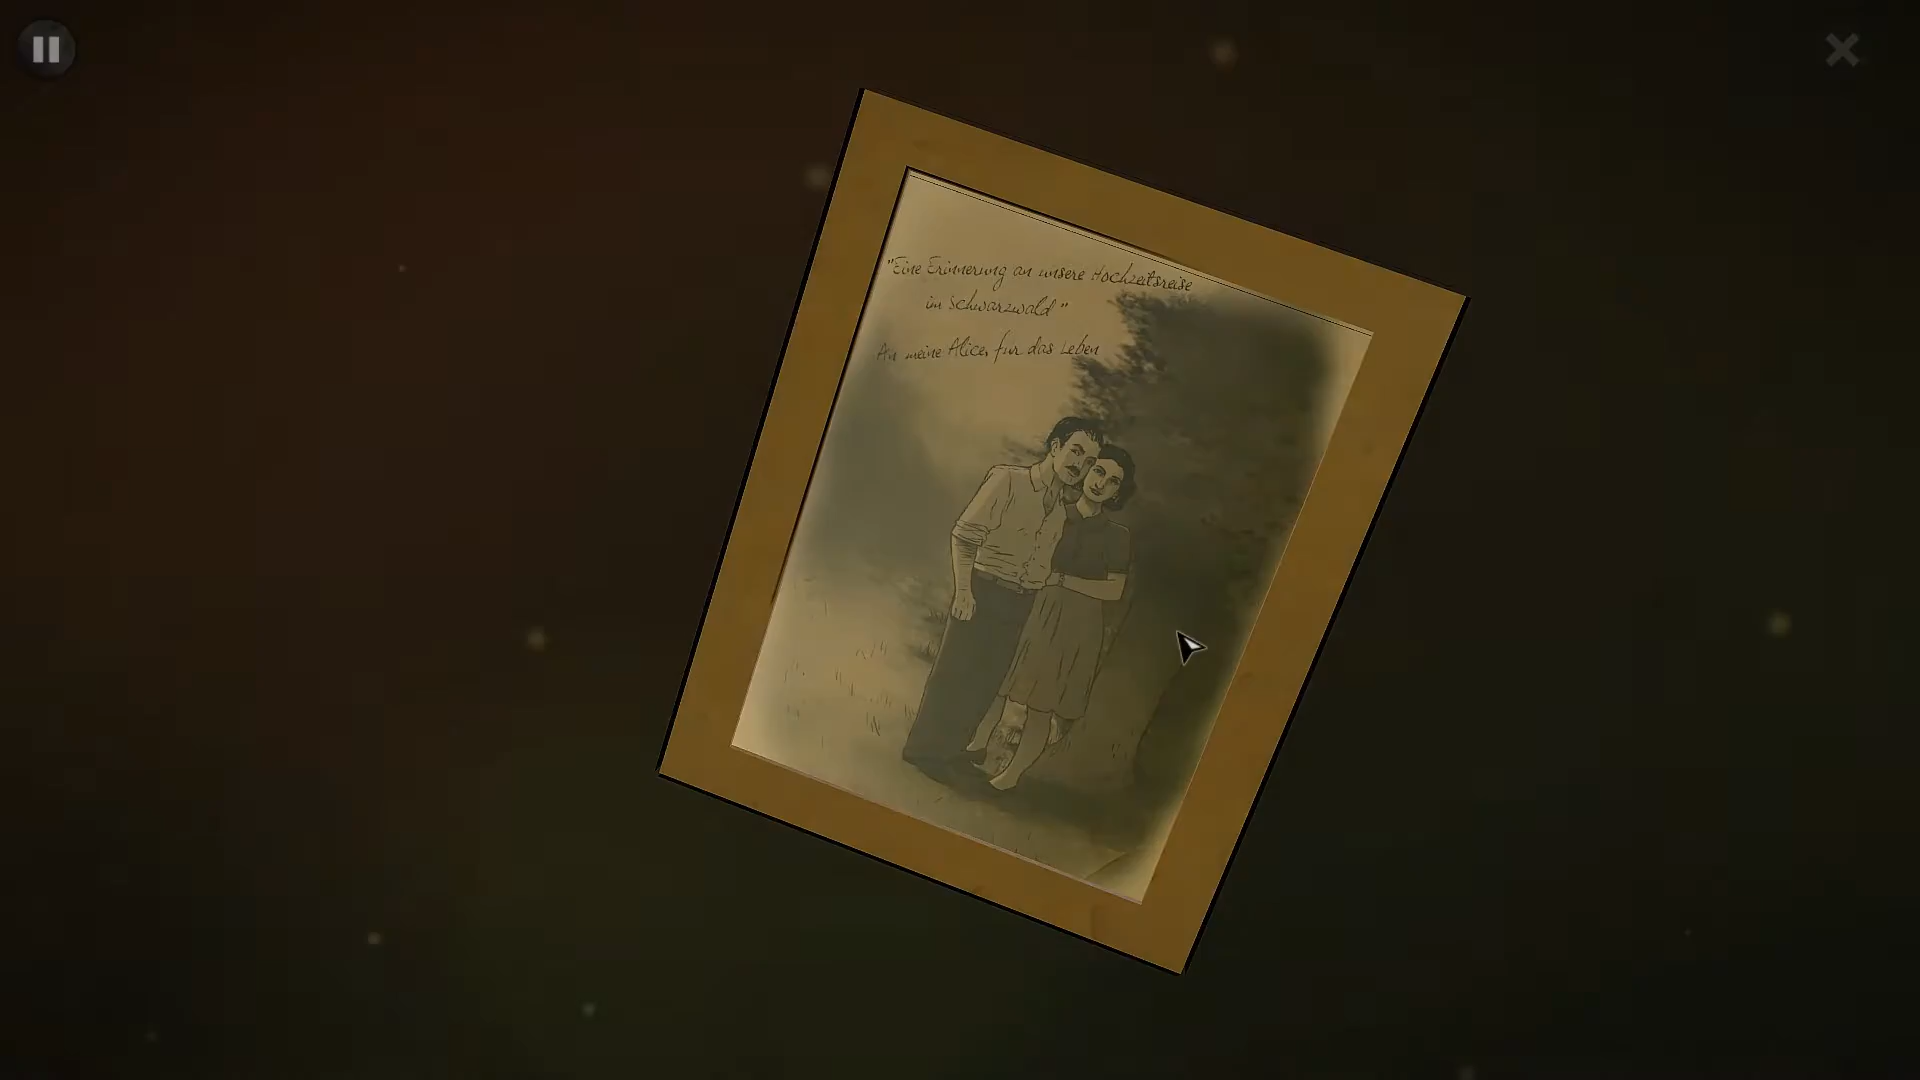 "Eine Erinnerung an unsere Hochzeitsreise
im Schwarzwald"
An meine Alice, für das Leben